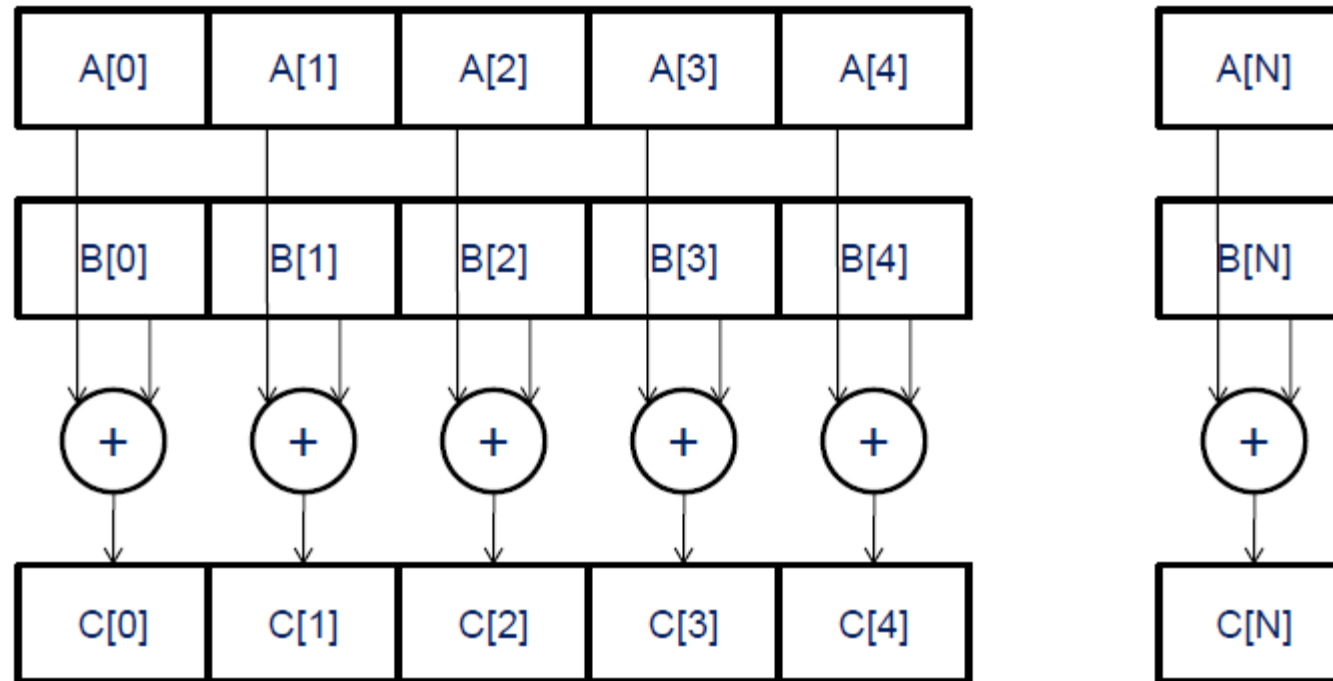 A[0] A[1] A[2] A[3] A[4] A[N]
B[0] B[1] B[2] B[3] B[4] B[N]
+ + + + + +
C[0] C[1] C[2] C[3] C[4] C[N]